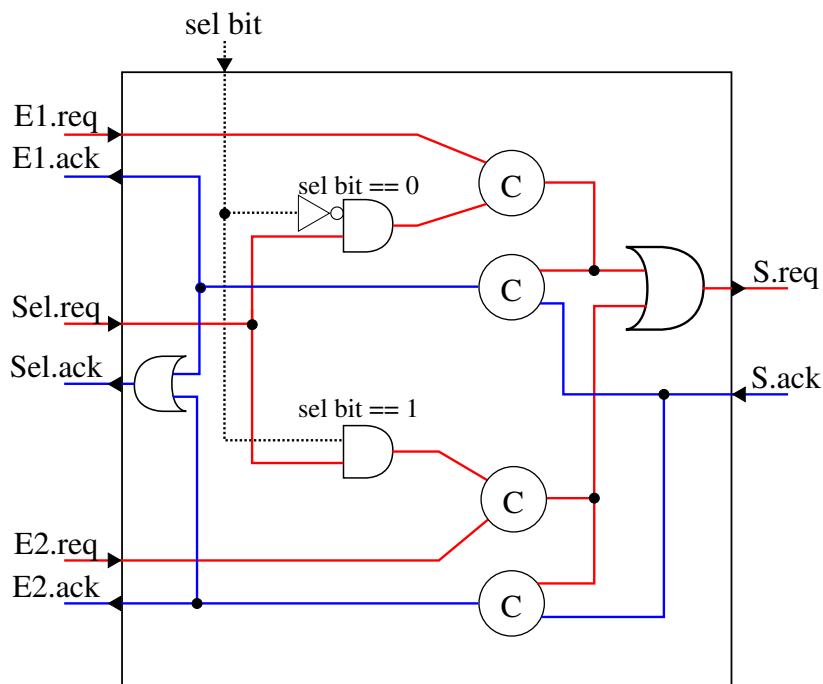 sel bit
E1.req
E1.ack
sel bit == 0
C
C
S.req
Sel.req
Sel.ack
S.ack
sel bit == 1
C
E2.req
E2.ack
C